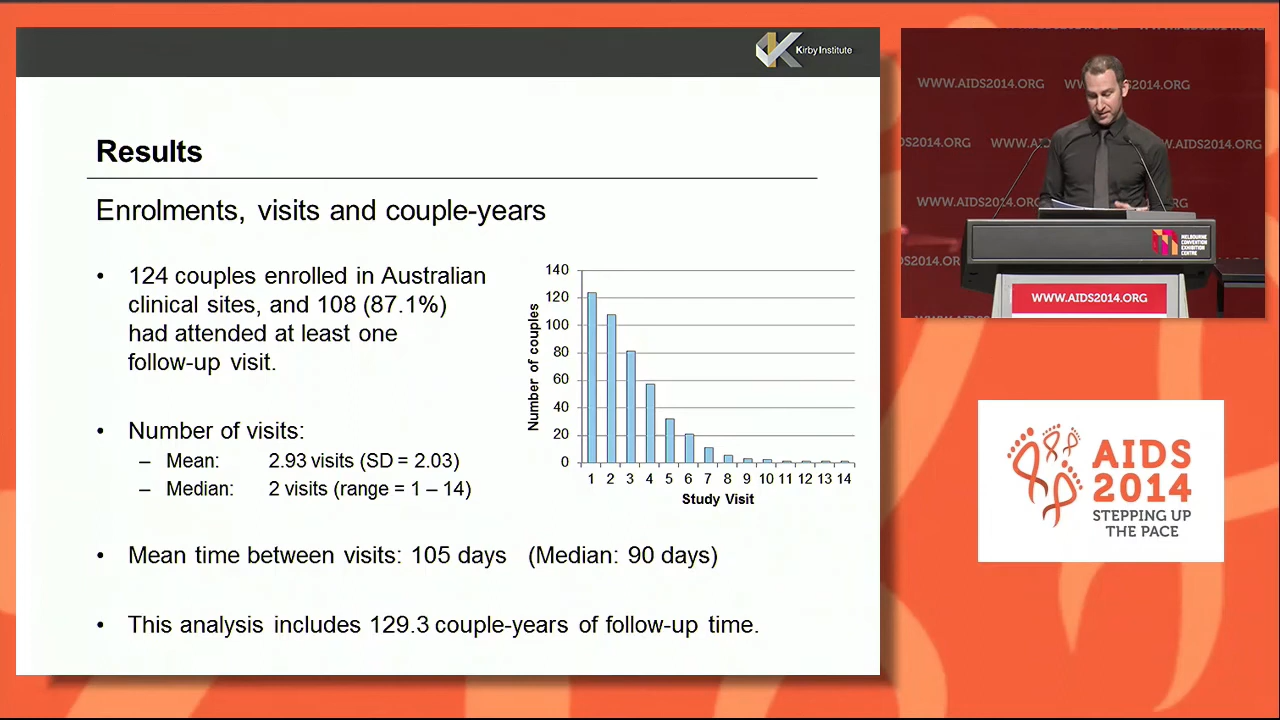 Kirby Institute
Results
Enrolments, visits and couple-years
• 124 couples enrolled in Australian
clinical sites, and 108 (87.1%)
had attended at least one
follow-up visit.
• Number of visits:
– Mean: 2.93 visits (SD = 2.03)
– Median: 2 visits (range = 1 – 14)
• Mean time between visits: 105 days (Median: 90 days)
• This analysis includes 129.3 couple-years of follow-up time.
Number of couples
140
120
100
80
60
40
20
0
1 2 3 4 5 6 7 8 9 10 11 12 13 14
Study Visit
WWW.AIDS2014.ORG
MELBOURNE
CONVENTION
EXHIBITION
CENTRE
WWW.AIDS2014.ORG
AIDS
2014
STEPPING UP
THE PACE